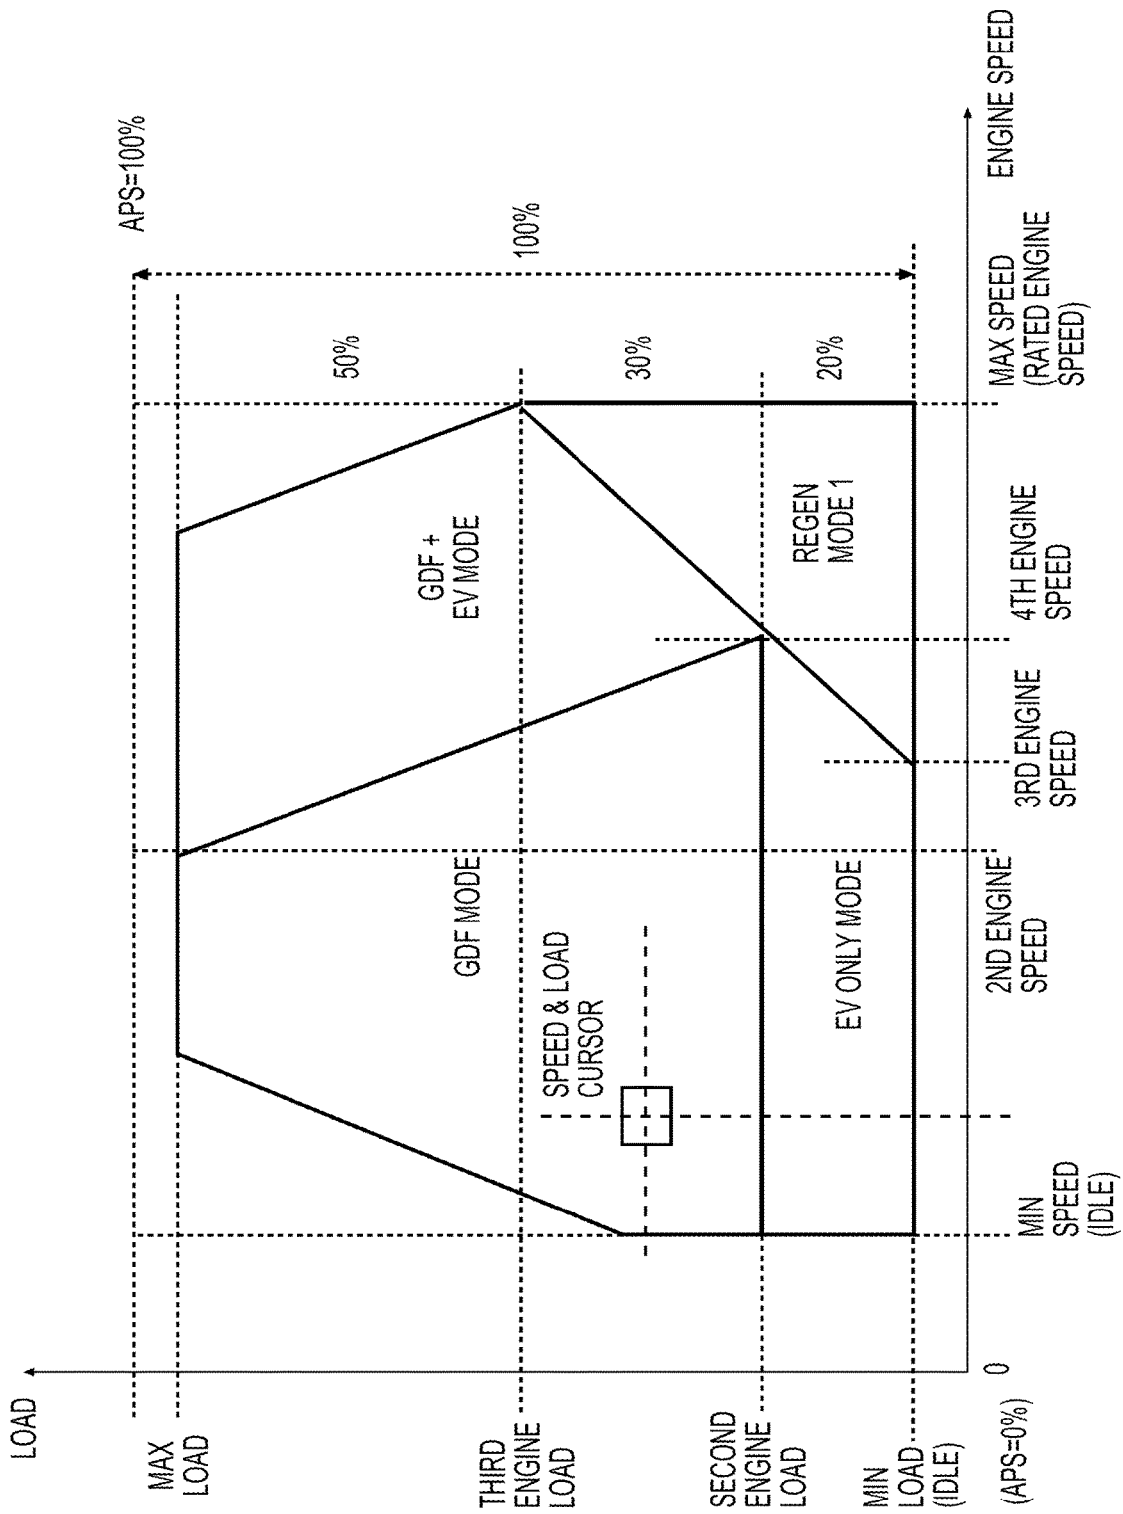 LOAD
APS=100%
MAX
LOAD
50%
100%
GDF +
EV MODE
GDF MODE
THIRD
ENGINE
LOAD
SPEED & LOAD
CURSOR
30%
SECOND
ENGINE
LOAD
20%
REGEN
MODE 1
EV ONLY MODE
MIN
LOAD
(IDLE)
(APS=0%)
0
MIN
SPEED
(IDLE)
2ND ENGINE
SPEED
3RD ENGINE
SPEED
4TH ENGINE
SPEED
MAX SPEED
(RATED ENGINE
SPEED)
ENGINE SPEED